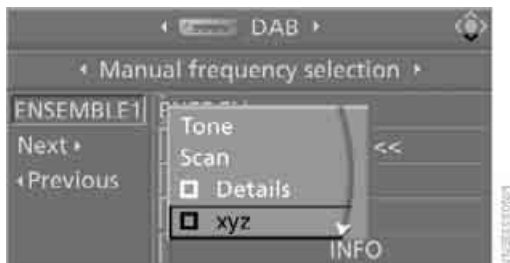 DAB
Manual frequency selection
ENSEMBLE1
Next
<<
Previous
Tone
Scan
Details
xyz
INFO